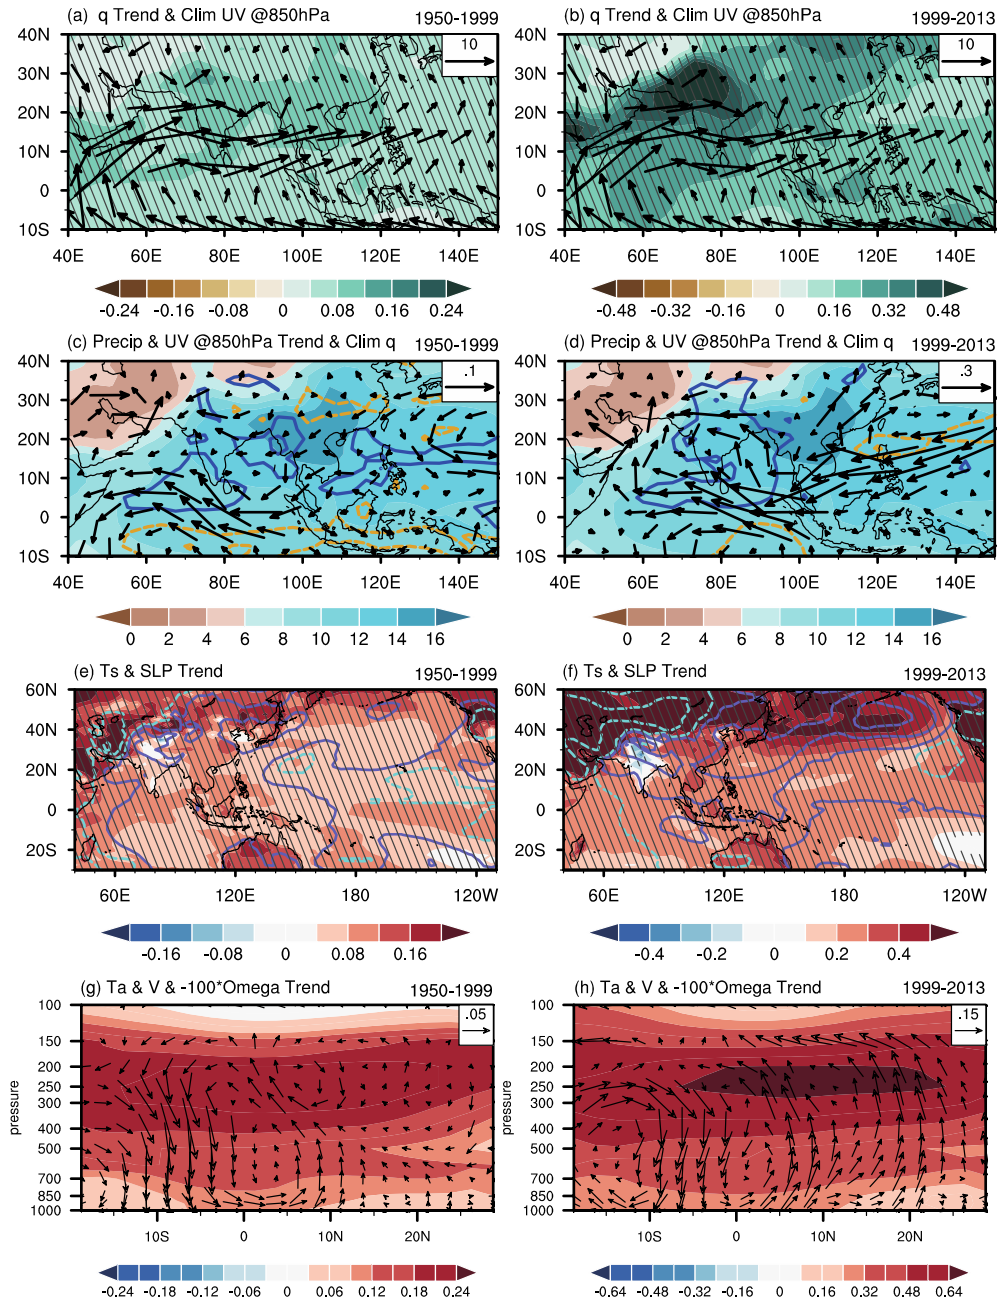 (a) q Trend & Clim UV @850hPa 1950-1999
10
40N
30N
20N
10N
0
10S
40E 60E 80E 100E 120E 140E
-0.24 -0.16 -0.08 0 0.08 0.16 0.24
(b) q Trend & Clim UV @850hPa 1999-2013
10
40N
30N
20N
10N
0
10S
40E 60E 80E 100E 120E 140E
-0.48 -0.32 -0.16 0 0.16 0.32 0.48
(c) Precip & UV @850hPa Trend & Clim q 1950-1999
.1
40N
30N
20N
10N
0
10S
40E 60E 80E 100E 120E 140E
0 2 4 6 8 10 12 14 16
(d) Precip & UV @850hPa Trend & Clim q 1999-2013
.3
40N
30N
20N
10N
0
10S
40E 60E 80E 100E 120E 140E
0 2 4 6 8 10 12 14 16
(e) Ts & SLP Trend 1950-1999
60N
40N
20N
0
20S
60E 120E 180 120W
-0.16 -0.08 0 0.08 0.16
(f) Ts & SLP Trend 1999-2013
60N
40N
20N
0
20S
60E 120E 180 120W
-0.4 -0.2 0 0.2 0.4
(g) Ta & V & -100*Omega Trend 1950-1999
.05
pressure
100
150
200
250
300
400
500
700
850
1000
10S 0 10N 20N
-0.24 -0.18 -0.12 -0.06 0 0.06 0.12 0.18 0.24
(h) Ta & V & -100*Omega Trend 1999-2013
.15
pressure
100
150
200
250
300
400
500
700
850
1000
10S 0 10N 20N
-0.64 -0.48 -0.32 -0.16 0 0.16 0.32 0.48 0.64